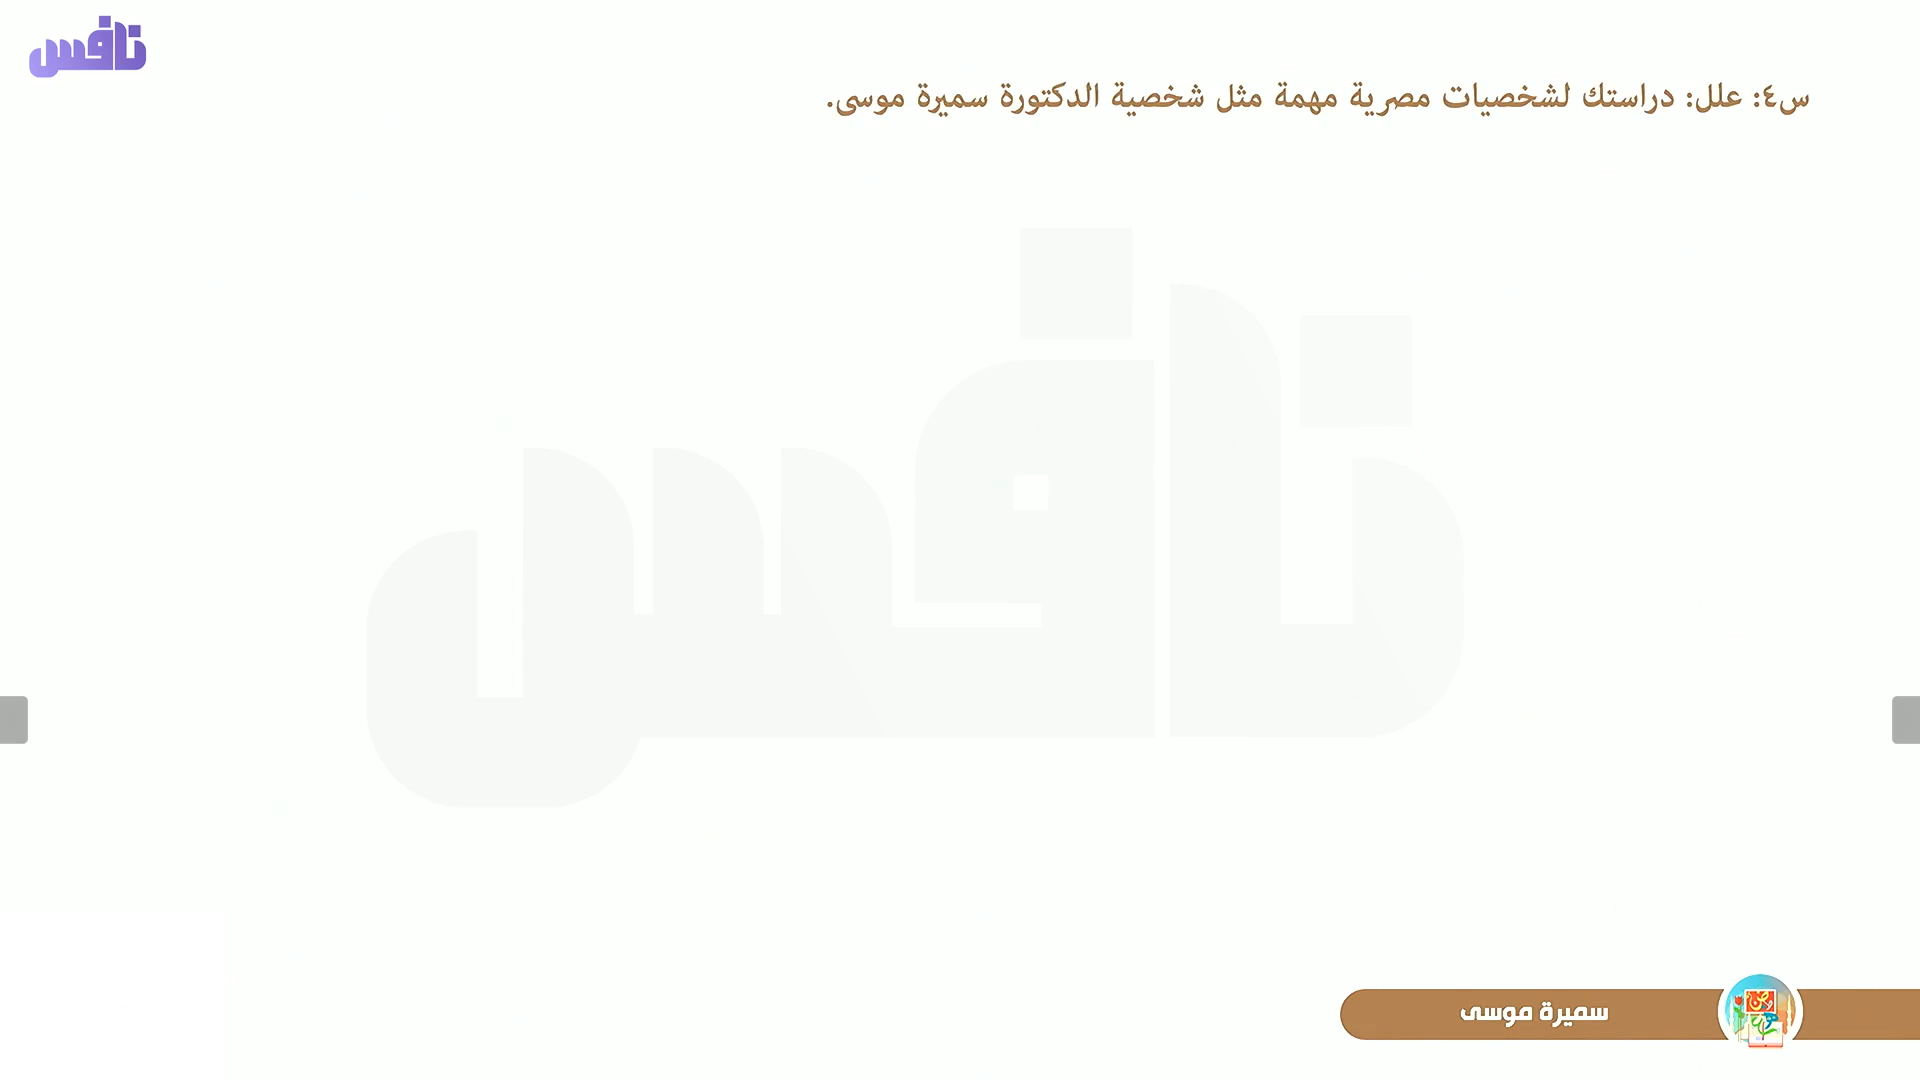 نافس
س٤: علل: دراستك لشخصيات مصرية مهمة مثل شخصية الدكتورة سميرة موسى.
نافس
سميرة موسى